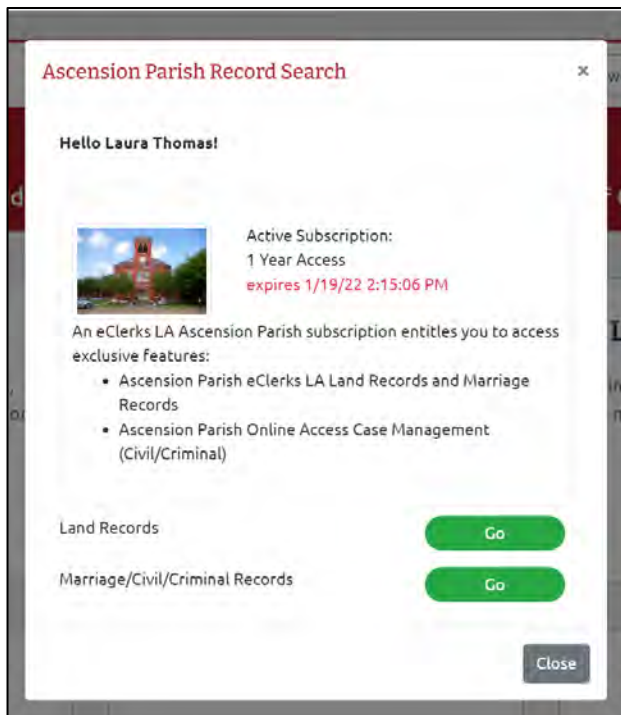 Ascension Parish Record Search ×
Hello Laura Thomas!
Active Subscription:
1 Year Access
expires 1/19/22 2:15:06 PM
An eClerks LA Ascension Parish subscription entitles you to access
exclusive features:
• Ascension Parish eClerks LA Land Records and Marriage
Records
• Ascension Parish Online Access Case Management
(Civil/Criminal)
Land Records Go
Marriage/Civil/Criminal Records Go
Close